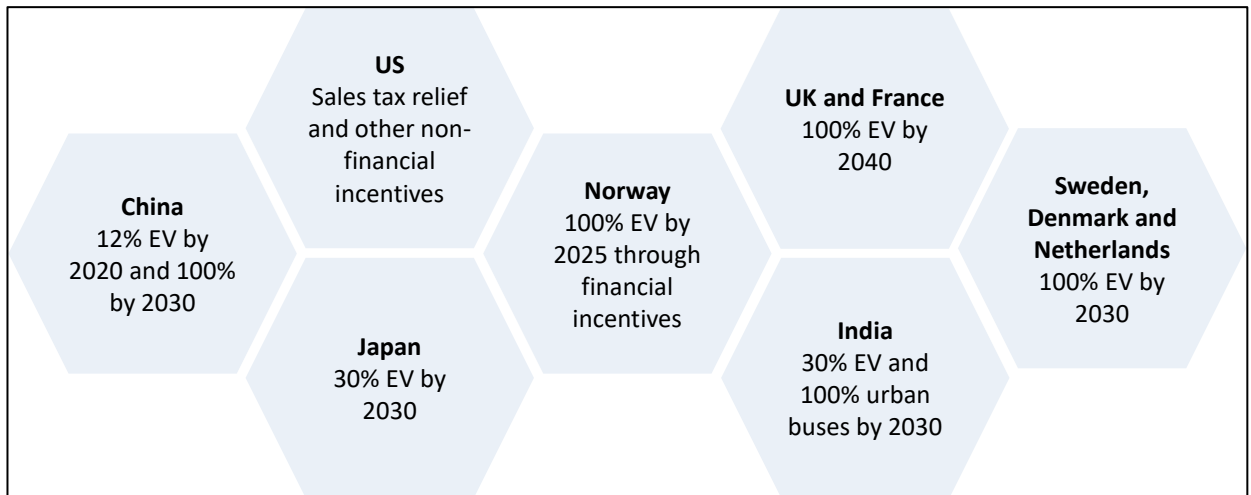 China
12% EV by
2020 and 100%
by 2030
US
Sales tax relief
and other non-
financial
incentives
Japan
30% EV by
2030
Norway
100% EV by
2025 through
financial
incentives
UK and France
100% EV by
2040
India
30% EV and
100% urban
buses by 2030
Sweden,
Denmark and
Netherlands
100% EV by
2030